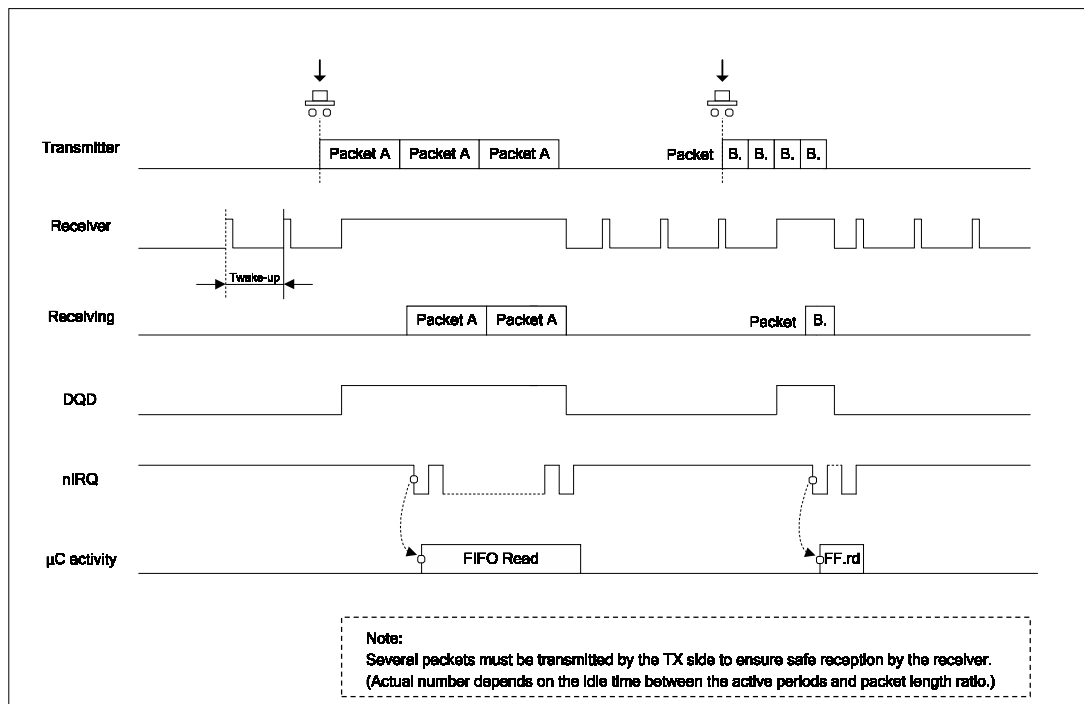 Transmitter
Packet A Packet A Packet A
Packet B. B. B. B.
Receiver
Twake-up
Receiving
Packet A Packet A
Packet B.
DQD
nIRQ
µC activity
FIFO Read
FF.rd
Note:
Several packets must be transmitted by the TX side to ensure safe reception by the receiver.
(Actual number depends on the idle time between the active periods and packet length ratio.)